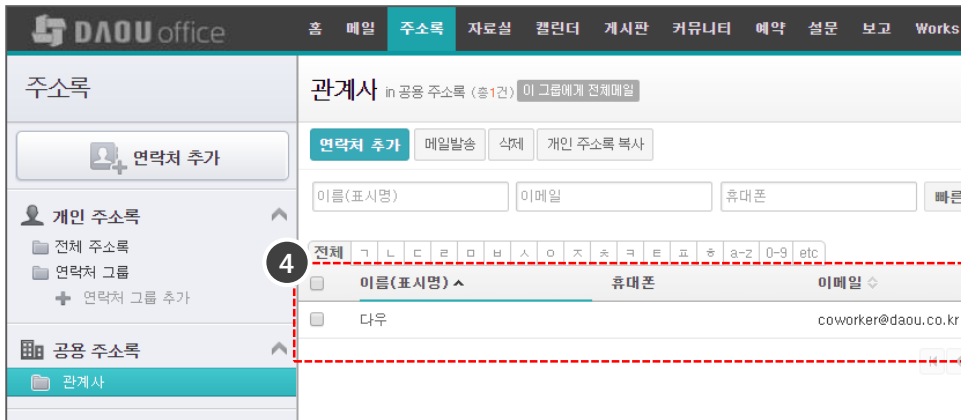 DAOU office
홈 메일 주소록 자료실 캘린더 게시판 커뮤니티 예약 설문 보고 Works
주소록
연락처 추가
개인 주소록
전체 주소록
연락처 그룹
연락처 그룹 추가
공용 주소록
관계사
관계사 in 공용 주소록 (총1건) 이 그룹에게 전체메일
연락처 추가 메일발송 삭제 개인 주소록 복사
이름(표시명) 이메일 휴대폰 빠른
전체 ㄱ ㄴ ㄷ ㄹ ㅁ ㅂ ㅅ ㅇ ㅈ ㅊ ㅋ ㅌ ㅍ ㅎ a-z 0-9 etc
4
이름(표시명) 휴대폰 이메일
다우 coworker@daou.co.kr